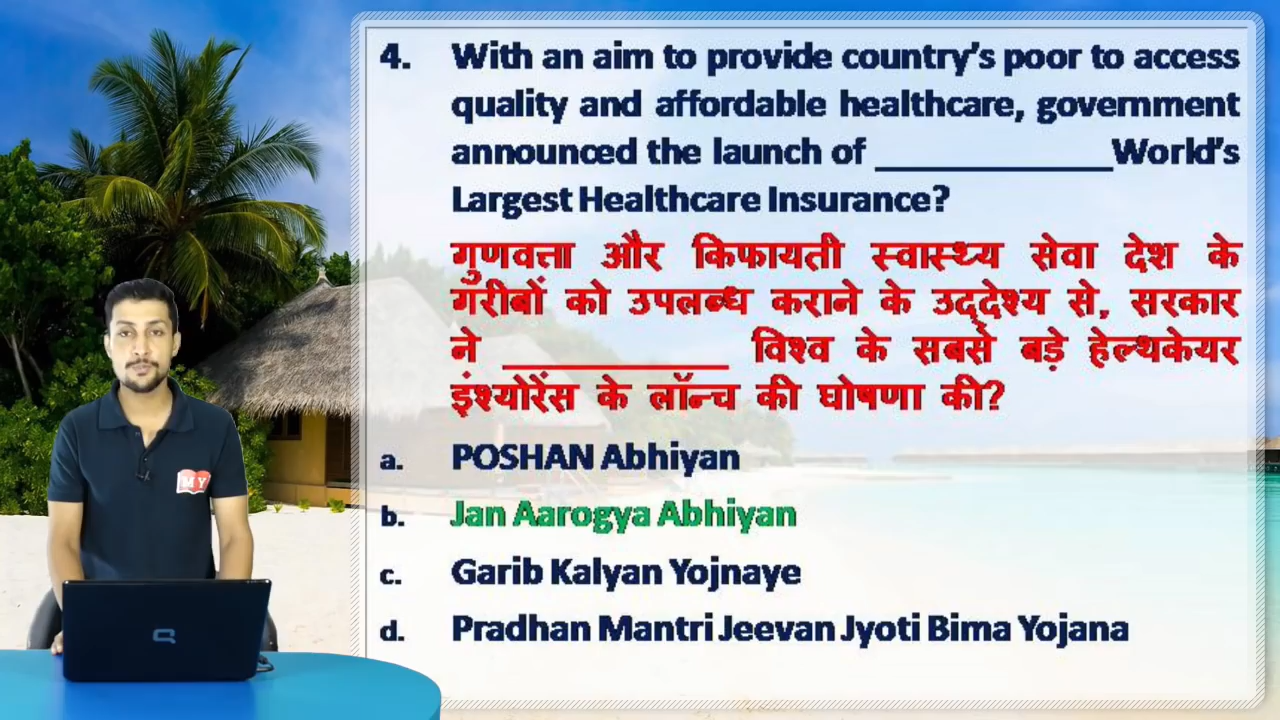 4. With an aim to provide country's poor to access
quality and affordable healthcare, government
announced the launch of ____________World's
Largest Healthcare Insurance?
गुणवत्ता और किफायती स्वास्थ्य सेवा देश के
गरीबों को उपलब्ध कराने के उद्देश्य से, सरकार
ने ____________ विश्व के सबसे बड़े हेल्थकेयर
इंश्योरेंस के लॉन्च की घोषणा की?
a. POSHAN Abhiyan
b. Jan Aarogya Abhiyan
c. Garib Kalyan Yojnaye
d. Pradhan Mantri Jeevan Jyoti Bima Yojana
MY